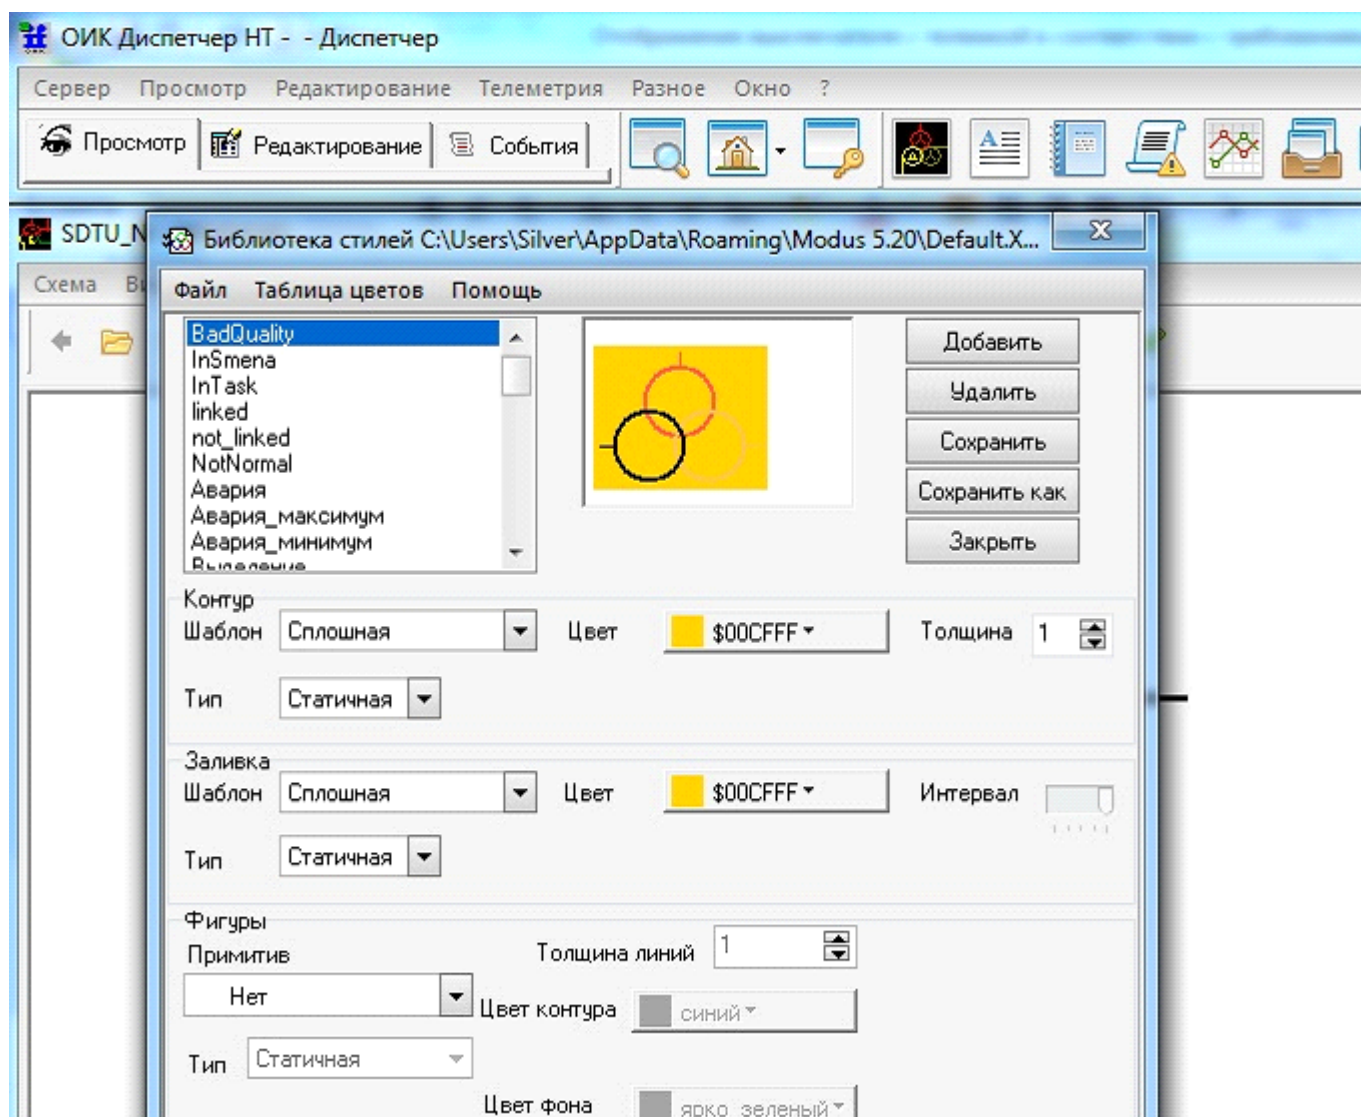 ОИК Диспетчер НТ - - Диспетчер
Сервер Просмотр Редактирование Телеметрия Разное Окно ?
Просмотр Редактирование События
SDTU_N
Библиотека стилей C:\Users\Silver\AppData\Roaming\Modus 5.20\Default.X...
Схема
Файл Таблица цветов Помощь
BadQuality
InSmena
InTask
linked
not_linked
NotNormal
Авария
Авария_максимум
Авария_минимум
Выделение
Добавить
Удалить
Сохранить
Сохранить как
Закрыть
Контур
Шаблон Сплошная Цвет $00CFFF Толщина 1
Тип Статичная
Заливка
Шаблон Сплошная Цвет $00CFFF Интервал
Тип Статичная
Фигуры
Примитив Толщина линий 1
Нет
Цвет контура синий
Тип Статичная
Цвет фона ярко_зеленый